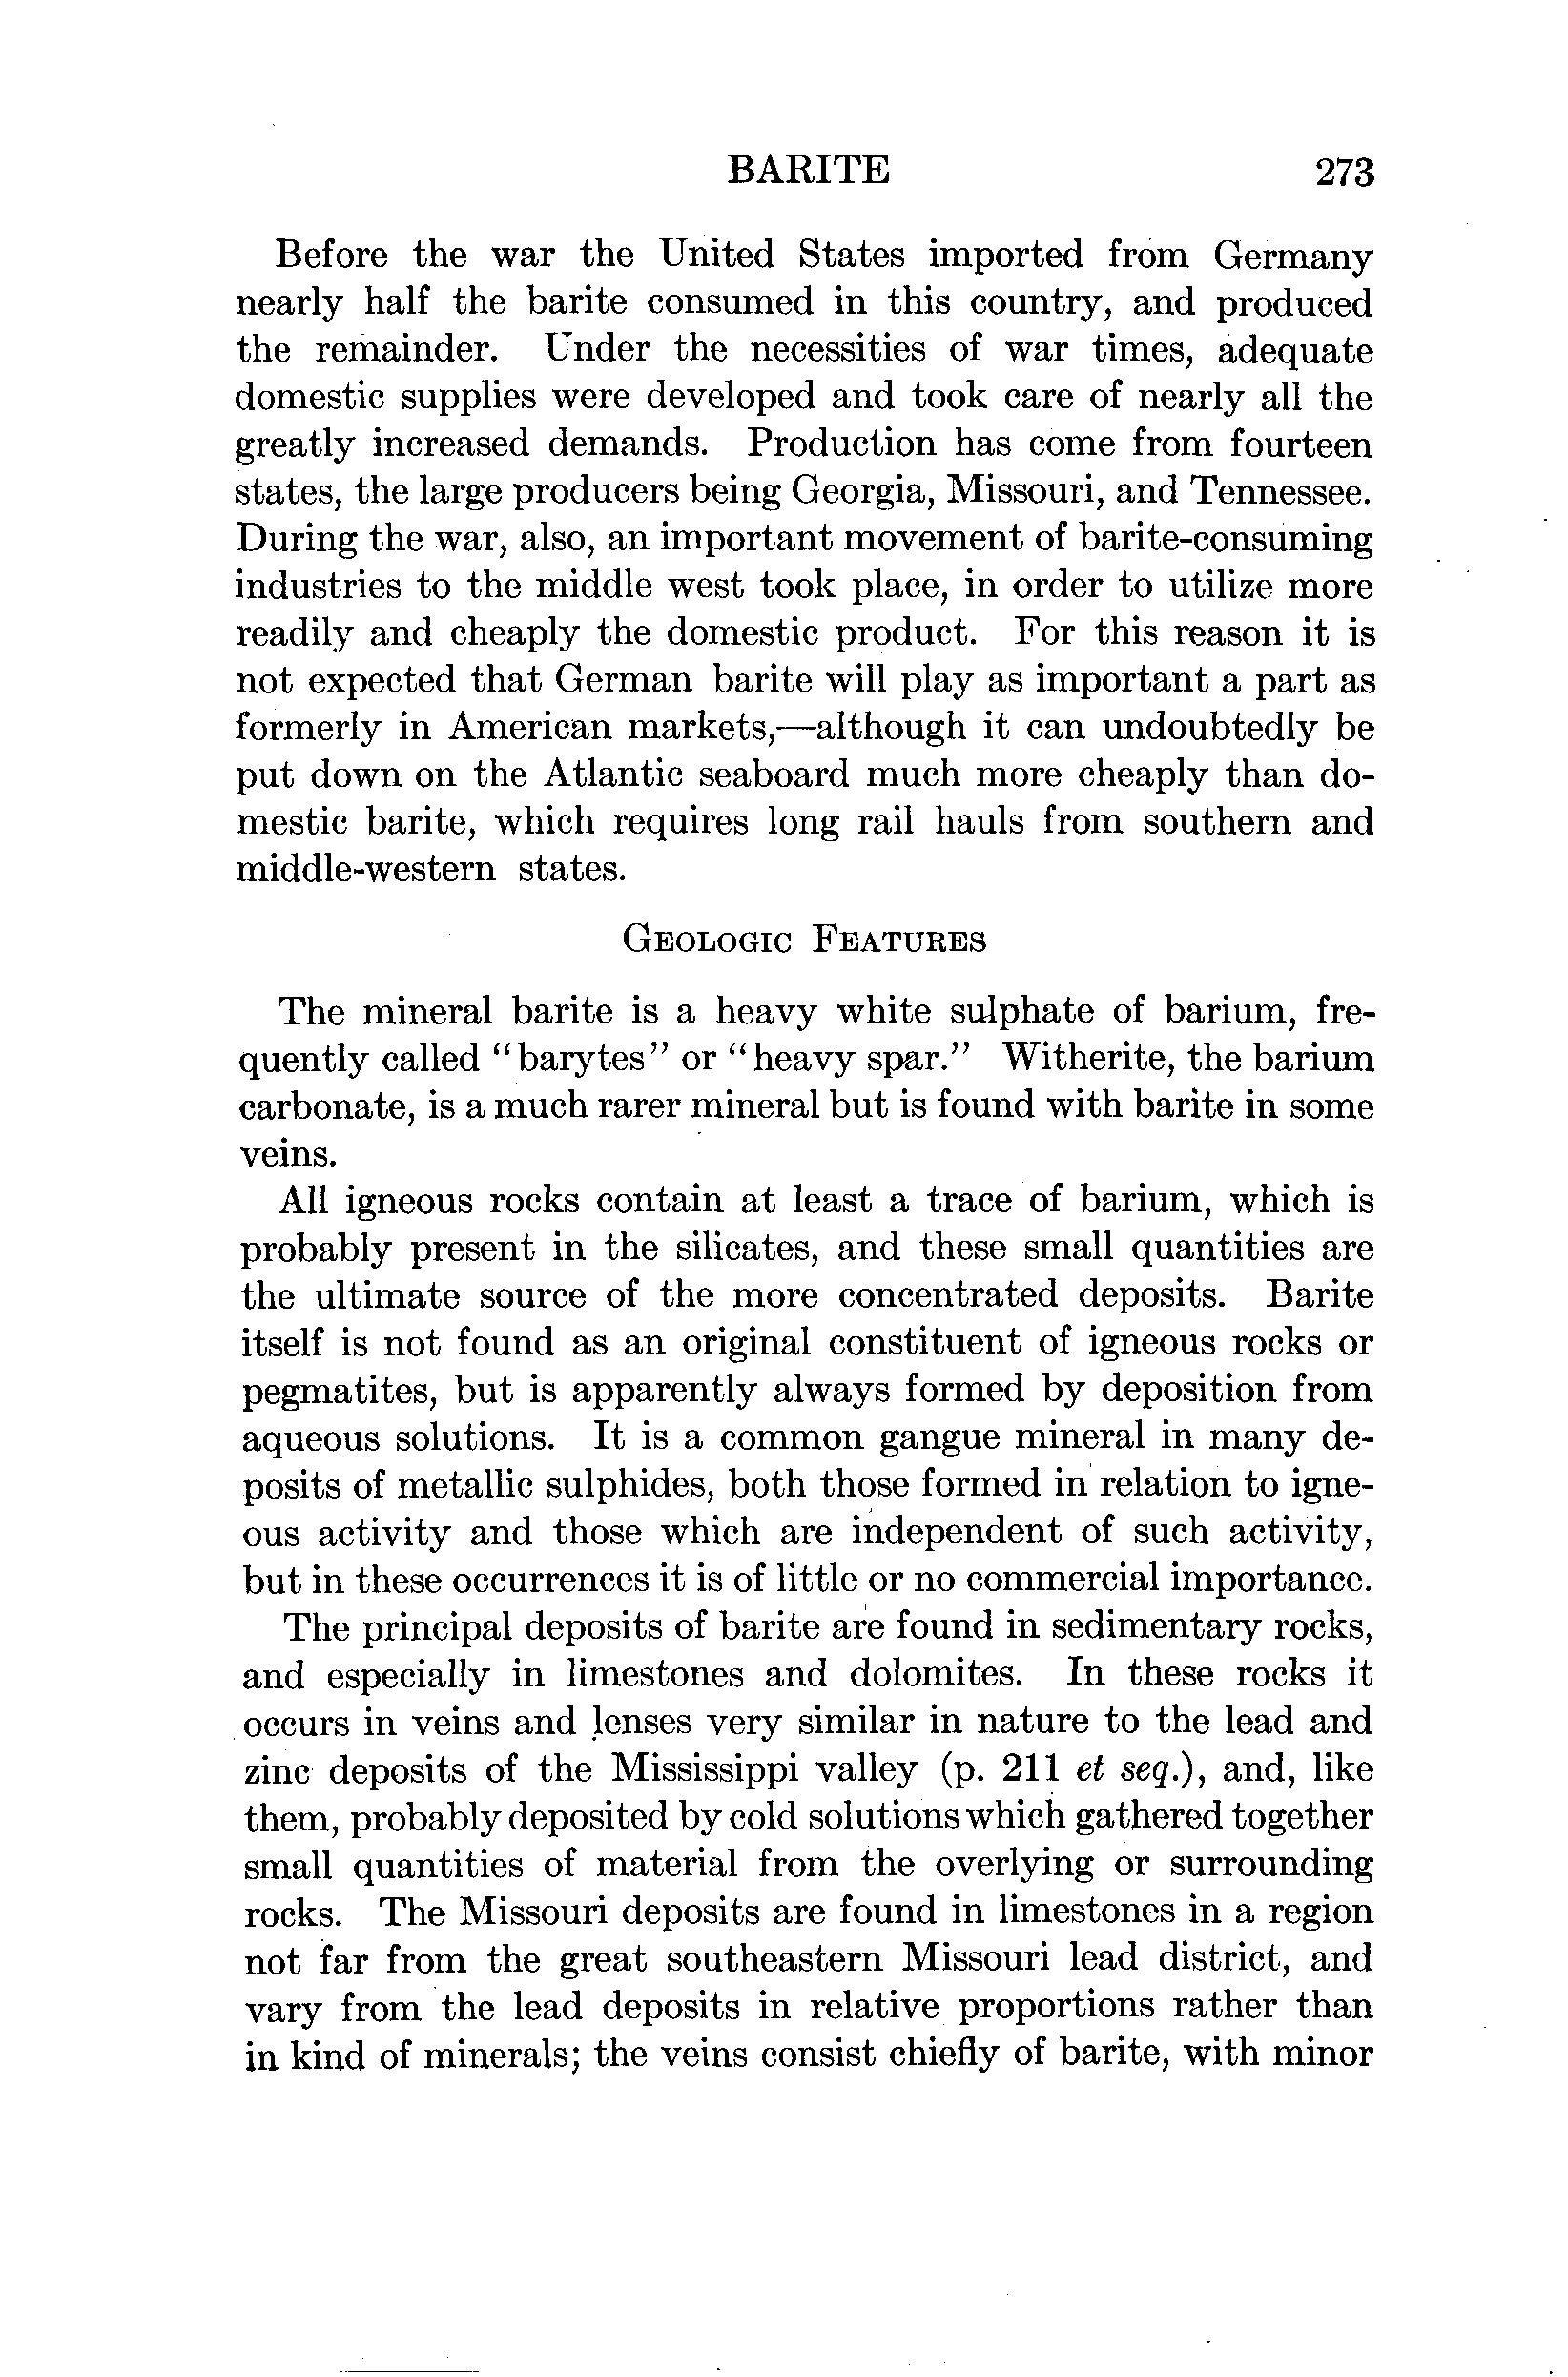 BARITE 273
Before the war the United States imported from Germany
nearly half the barite consumed in this country, and produced
the remainder. Under the necessities of war times, adequate
domestic supplies were developed and took care of nearly all the
greatly increased demands. Production has come from fourteen
states, the large producers being Georgia, Missouri, and Tennessee.
During the war, also, an important movement of barite-consuming
industries to the middle west took place, in order to utilize more
readily and cheaply the domestic product. For this reason it is
not expected that German barite will play as important a part as
formerly in American markets,—although it can undoubtedly be
put down on the Atlantic seaboard much more cheaply than do-
mestic barite, which requires long rail hauls from southern and
middle-western states.
GEOLOGIC FEATURES
The mineral barite is a heavy white sulphate of barium, fre-
quently called “barytes” or “heavy spar.” Witherite, the barium
carbonate, is a much rarer mineral but is found with barite in some
veins.
All igneous rocks contain at least a trace of barium, which is
probably present in the silicates, and these small quantities are
the ultimate source of the more concentrated deposits. Barite
itself is not found as an original constituent of igneous rocks or
pegmatites, but is apparently always formed by deposition from
aqueous solutions. It is a common gangue mineral in many de-
posits of metallic sulphides, both those formed in relation to igne-
ous activity and those which are independent of such activity,
but in these occurrences it is of little or no commercial importance.
The principal deposits of barite are found in sedimentary rocks,
and especially in limestones and dolomites. In these rocks it
occurs in veins and lenses very similar in nature to the lead and
zinc deposits of the Mississippi valley (p. 211 et seq.), and, like
them, probably deposited by cold solutions which gathered together
small quantities of material from the overlying or surrounding
rocks. The Missouri deposits are found in limestones in a region
not far from the great southeastern Missouri lead district, and
vary from the lead deposits in relative proportions rather than
in kind of minerals; the veins consist chiefly of barite, with minor